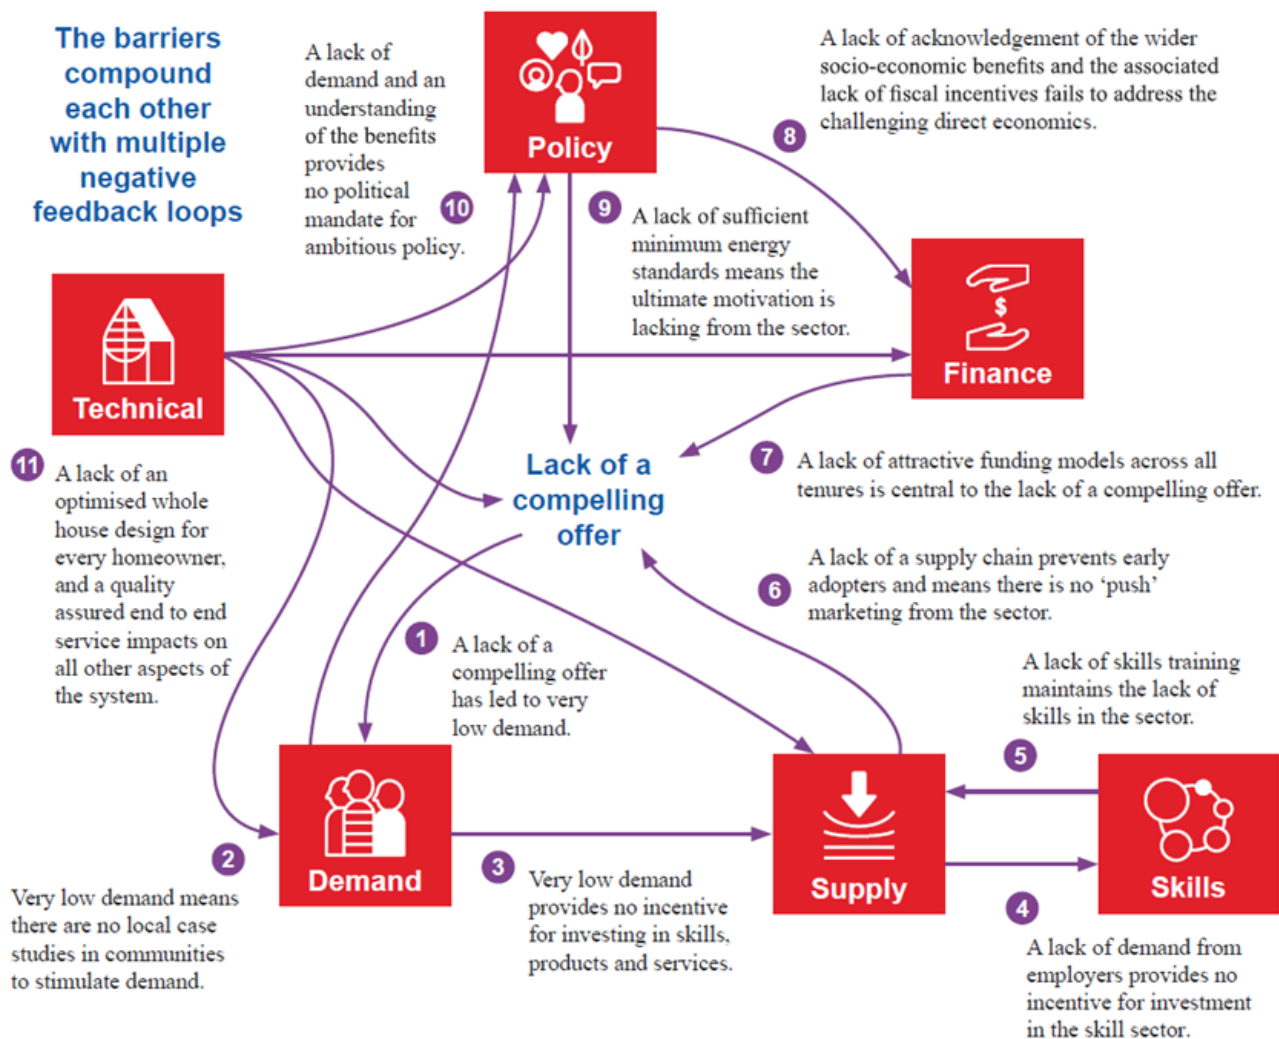 The barriers
compound
each other
with multiple
negative
feedback loops
A lack of
demand and an
understanding
of the benefits
provides
no political
mandate for
ambitious policy.
10
Policy
8
A lack of acknowledgement of the wider
socio-economic benefits and the associated
lack of fiscal incentives fails to address the
challenging direct economics.
9
A lack of sufficient
minimum energy
standards means the
ultimate motivation is
lacking from the sector.
$
Finance
Technical
11
A lack of an
optimised whole
house design for
every homeowner,
and a quality
assured end to end
service impacts on
all other aspects of
the system.
Lack of a
compelling
offer
7
A lack of attractive funding models across all
tenures is central to the lack of a compelling offer.
6
A lack of a supply chain prevents early
adopters and means there is no ‘push’
marketing from the sector.
1
A lack of a
compelling offer
has led to very
low demand.
A lack of skills training
maintains the lack of
skills in the sector.
5
2
Very low demand means
there are no local case
studies in communities
to stimulate demand.
Demand
3
Very low demand
provides no incentive
for investing in skills,
products and services.
Supply
Skills
4
A lack of demand from
employers provides no
incentive for investment
in the skill sector.